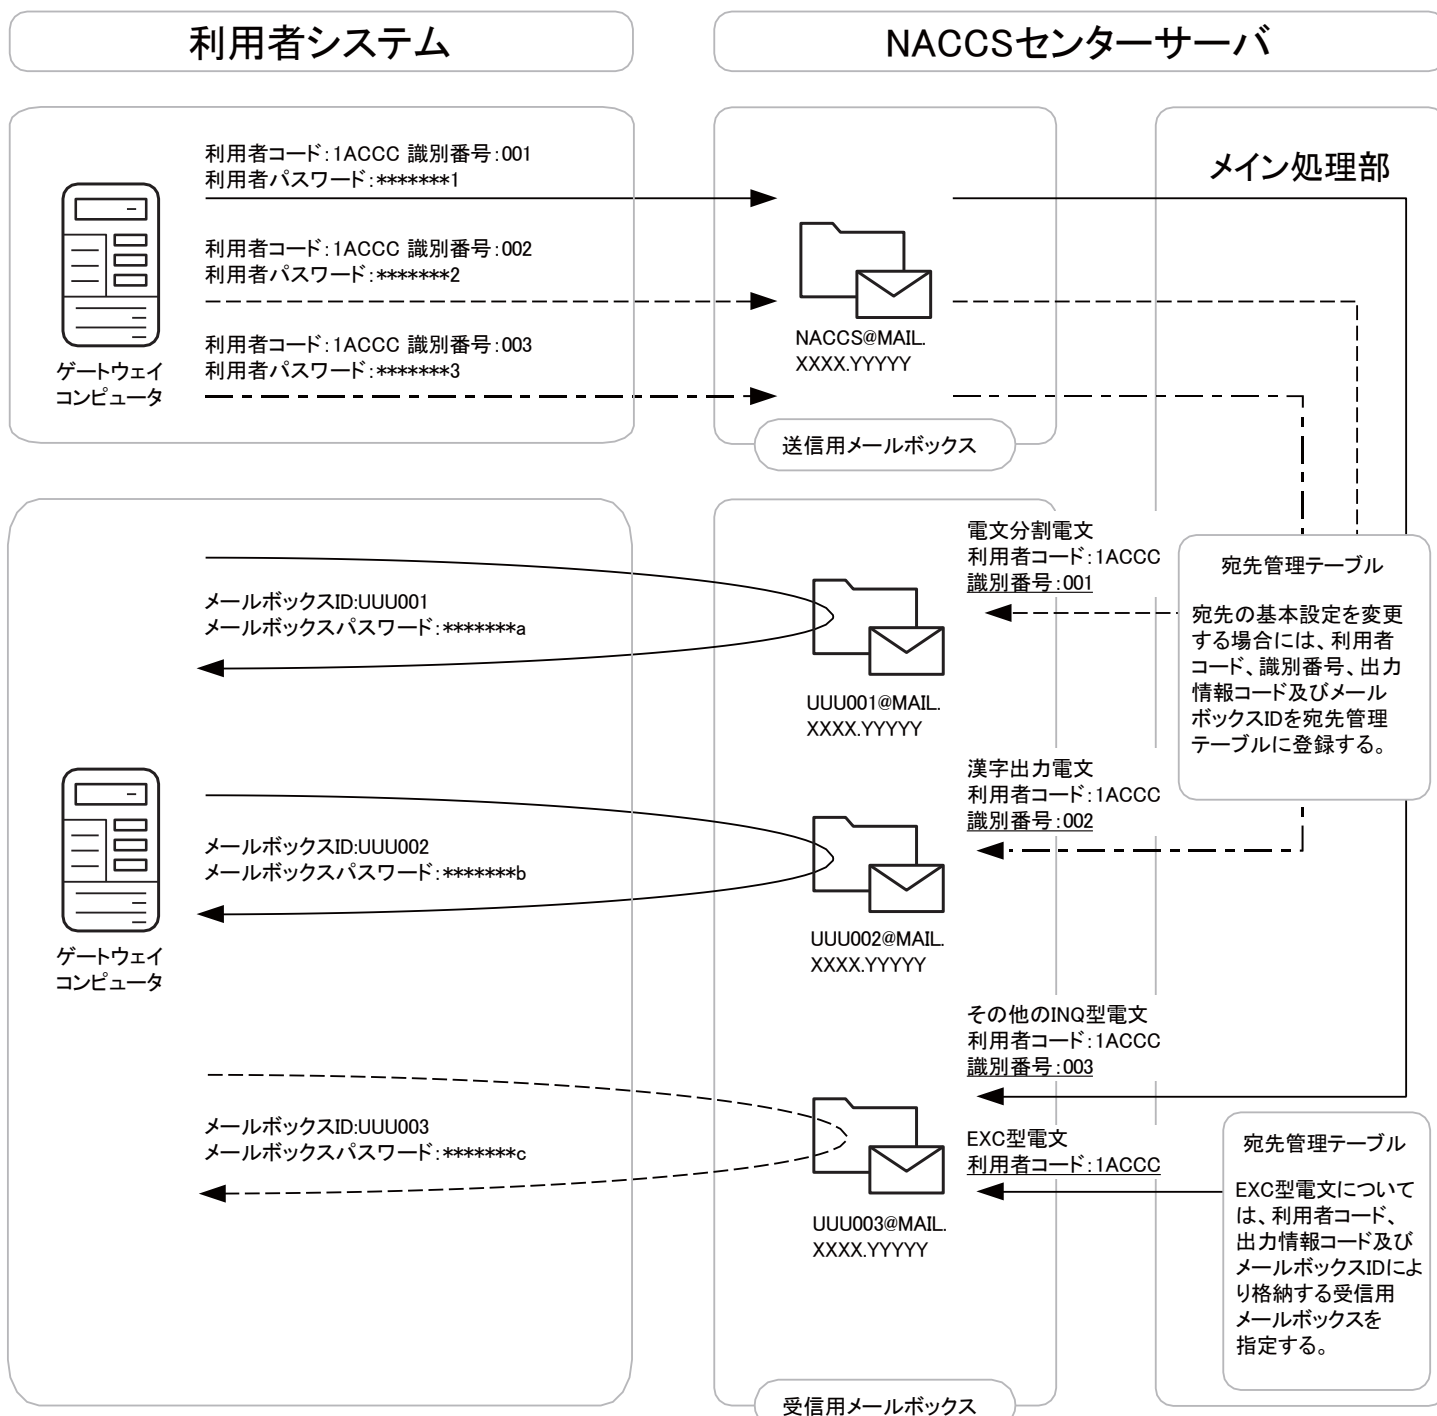 利用者システム
NACCSセンターサーバ
利用者コード：1ACCC 識別番号：001
利用者パスワード：*******1
利用者コード：1ACCC 識別番号：002
利用者パスワード：*******2
利用者コード：1ACCC 識別番号：003
利用者パスワード：*******3
ゲートウェイ
コンピュータ
NACCS@MAIL.
XXXX.YYYYY
送信用メールボックス
メイン処理部
メールボックスID:UUU001
メールボックスパスワード：*******a
UUU001@MAIL.
XXXX.YYYYY
電文分割電文
利用者コード：1ACCC
識別番号：001
宛先管理テーブル
宛先の基本設定を変更
する場合には、利用者
コード、識別番号、出力
情報コード及びメール
ボックスIDを宛先管理
テーブルに登録する。
メールボックスID:UUU002
メールボックスパスワード：*******b
ゲートウェイ
コンピュータ
UUU002@MAIL.
XXXX.YYYYY
漢字出力電文
利用者コード：1ACCC
識別番号：002
メールボックスID:UUU003
メールボックスパスワード：*******c
UUU003@MAIL.
XXXX.YYYYY
その他のINQ型電文
利用者コード：1ACCC
識別番号：003
EXC型電文
利用者コード：1ACCC
宛先管理テーブル
EXC型電文について
は、利用者コード、
出力情報コード及び
メールボックスIDによ
り格納する受信用
メールボックスを
指定する。
受信用メールボックス